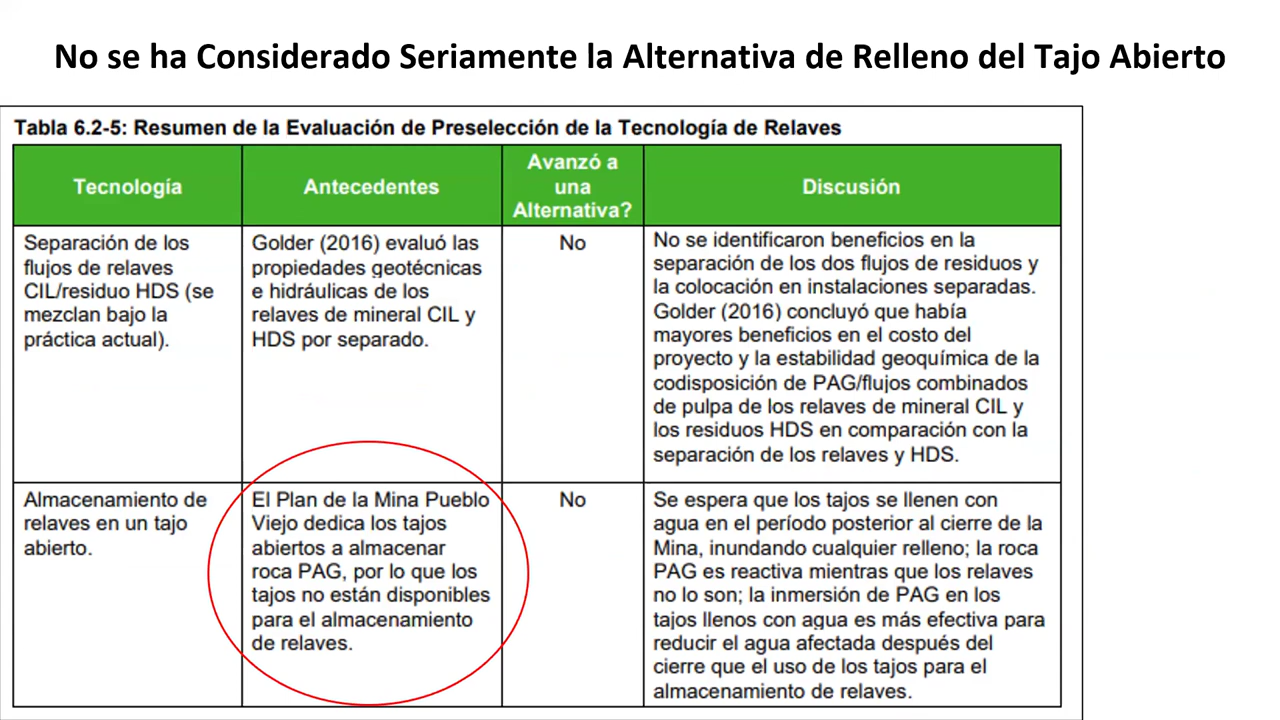 No se ha Considerado Seriamente la Alternativa de Relleno del Tajo Abierto
Tabla 6.2-5: Resumen de la Evaluación de Preselección de la Tecnología de Relaves
Tecnología
Antecedentes
Avanzó a
una
Alternativa?
Discusión
Separación de los
flujos de relaves
CIL/residuo HDS (se
mezclan bajo la
práctica actual).
Golder (2016) evaluó las
propiedades geotécnicas
e hidráulicas de los
relaves de mineral CIL y
HDS por separado.
No
No se identificaron beneficios en la
separación de los dos flujos de residuos y
la colocación en instalaciones separadas.
Golder (2016) concluyó que había
mayores beneficios en el costo del
proyecto y la estabilidad geoquímica de la
codisposición de PAG/flujos combinados
de pulpa de los relaves de mineral CIL y
los residuos HDS en comparación con la
separación de los relaves y HDS.
Almacenamiento de
relaves en un tajo
abierto.
El Plan de la Mina Pueblo
Viejo dedica los tajos
abiertos a almacenar
roca PAG, por lo que los
tajos no están disponibles
para el almacenamiento
de relaves.
No
Se espera que los tajos se llenen con
agua en el período posterior al cierre de la
Mina, inundando cualquier relleno; la roca
PAG es reactiva mientras que los relaves
no lo son; la inmersión de PAG en los
tajos llenos con agua es más efectiva para
reducir el agua afectada después del
cierre que el uso de los tajos para el
almacenamiento de relaves.